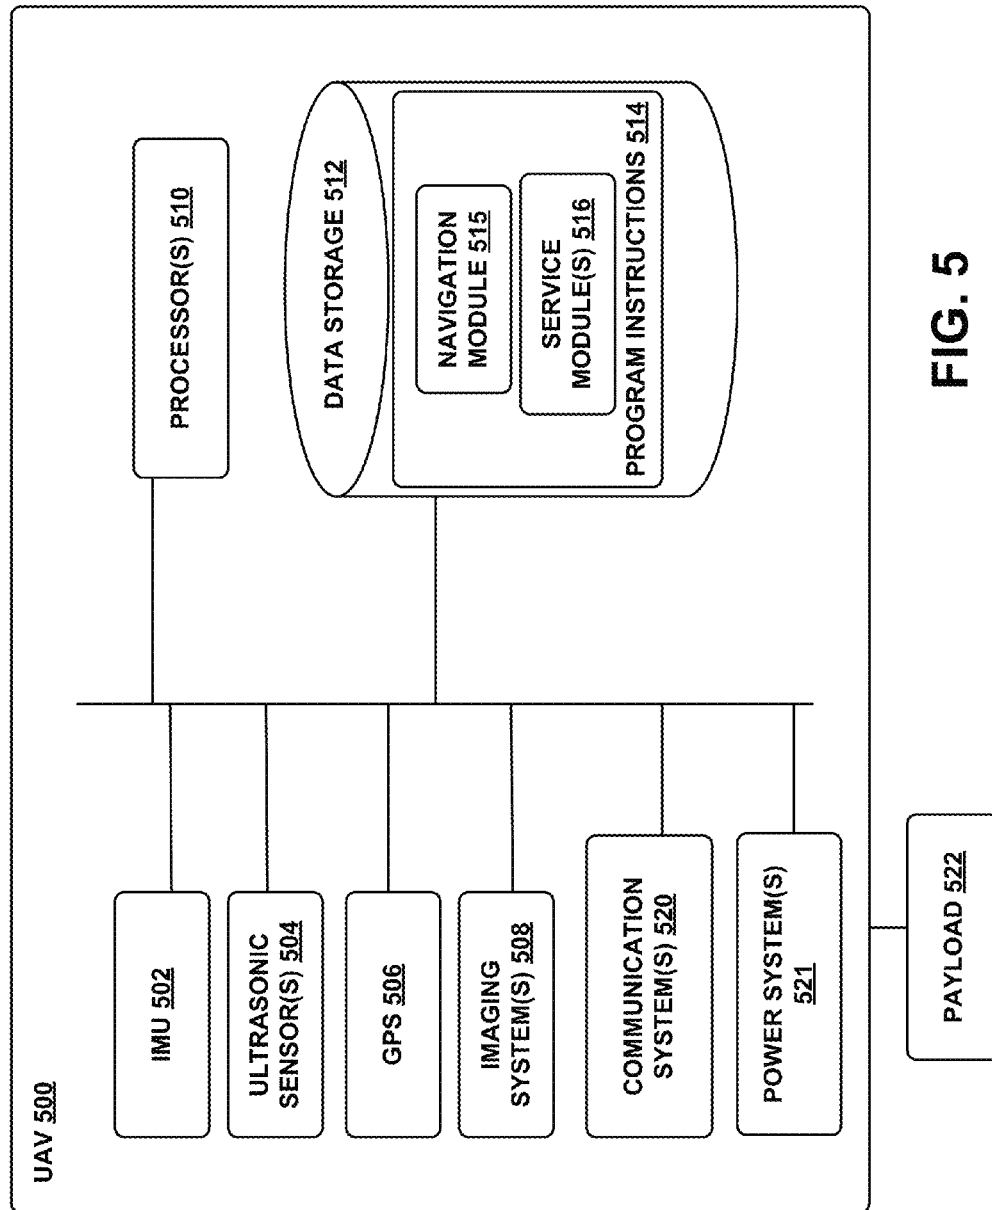 UAV 500
IMU 502
ULTRASONIC
SENSOR(S) 504
GPS 506
IMAGING
SYSTEM(S) 508
COMMUNICATION
SYSTEM(S) 520
POWER SYSTEM(S)
521
PROCESSOR(S) 510
DATA STORAGE 512
NAVIGATION
MODULE 515
SERVICE
MODULE(S) 516
PROGRAM INSTRUCTIONS 514
PAYLOAD 522
FIG. 5